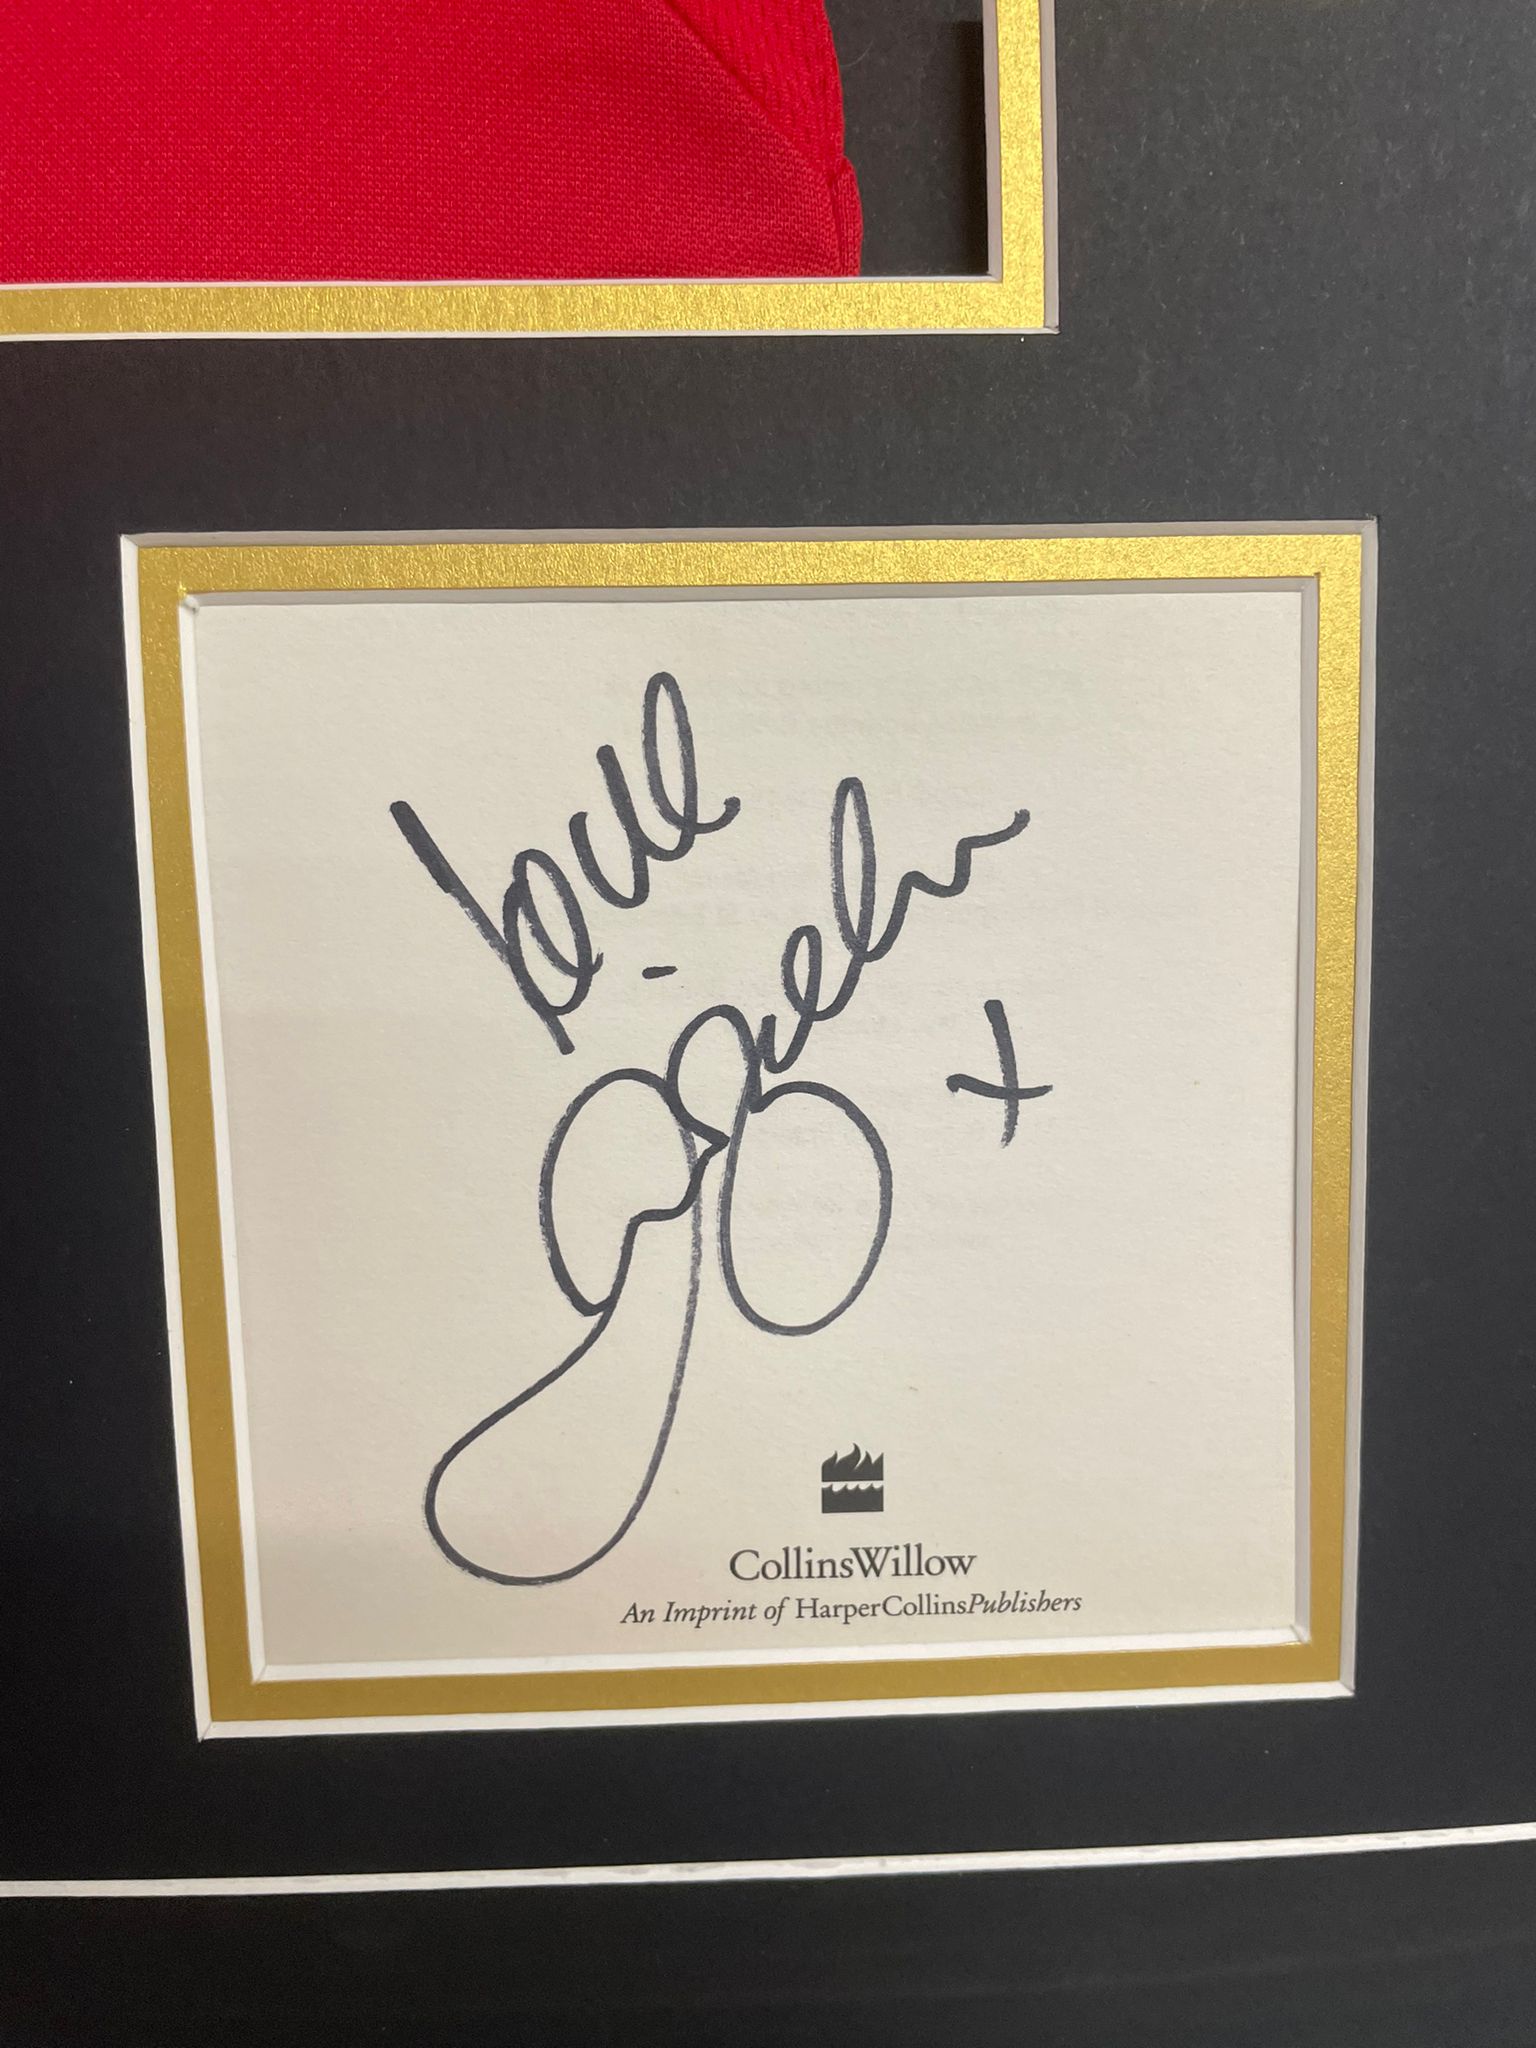 love
x
CollinsWillow
An Imprint of HarperCollinsPublishers